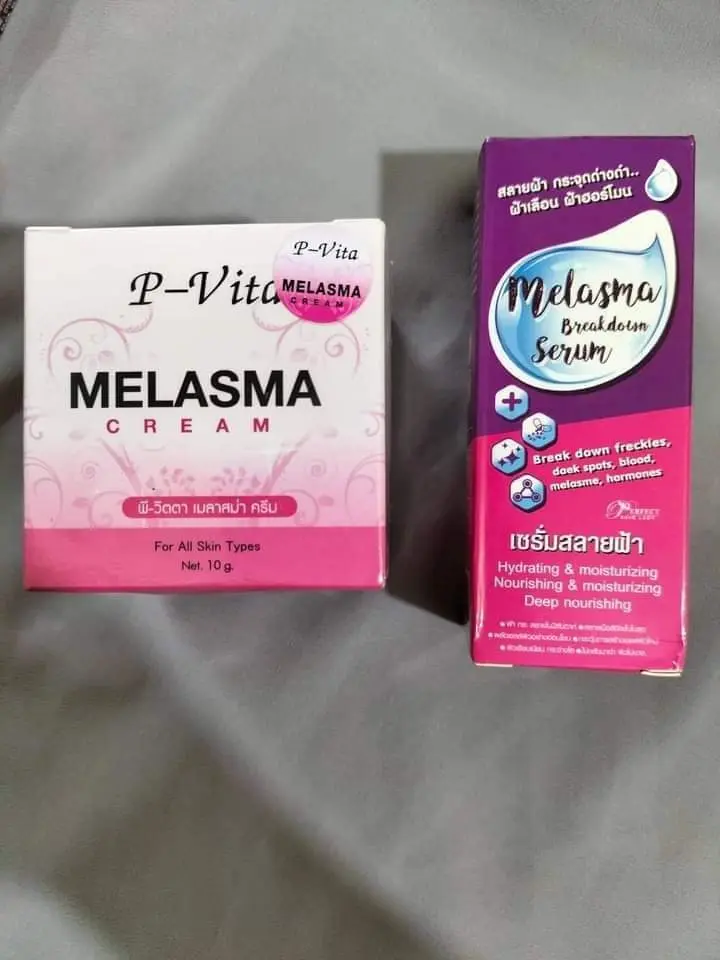 P-Vita
P-Vita
MELASMA
CREAM
MELASMA
CREAM
พี-วิตตา เมลาสม่า ครีม
For All Skin Types
Net. 10 g.
สลายฝ้า กระจุดด่างดำ..
ฝ้าเลือด ฝ้าฮอร์โมน
Melasma
Breakdown
Serum
Break down freckles,
daek spots, blood,
melasme, hormones
PERFECT
เซรั่มสลายฝ้า
Hydrating & moisturizing
Nourishing & moisturizing
Deep nourishihg